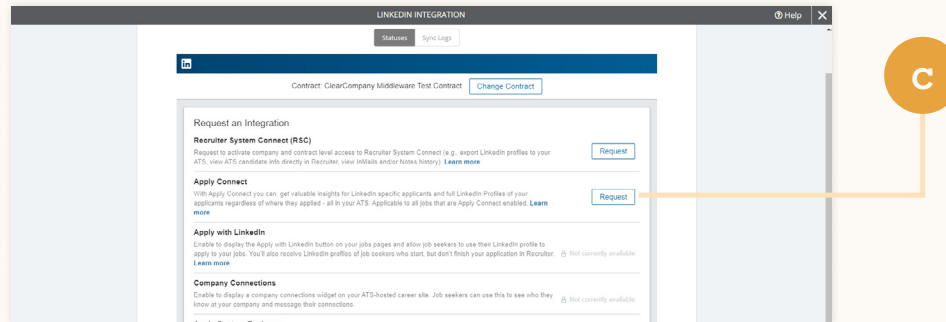 LINKEDIN INTEGRATION
Help
Statuses Sync Logs
in
Contract: ClearCompany Middleware Test Contract Change Contract
Request an Integration
Recruiter System Connect (RSC)
Request to activate company and contract level access to Recruiter System Connect (e.g., export LinkedIn profiles to your
ATS, view ATS candidate info directly in Recruiter, view InMails and/or Notes history). Learn more
Request
Apply Connect
With Apply Connect you can: get valuable insights for LinkedIn specific applicants and full LinkedIn Profiles of your
applicants regardless of where they applied - all in your ATS. Applicable to all jobs that are Apply Connect enabled. Learn
more
Request
C
Apply with LinkedIn
Enable to display the Apply with LinkedIn button on your jobs pages and allow job seekers to use their LinkedIn profile to
apply to your jobs. You'll also receive LinkedIn profiles of job seekers who start, but don't finish your application in Recruiter.
Learn more
Not currently available
Company Connections
Enable to display a company connections widget on your ATS-hosted career site. Job seekers can use this to see who they
know at your company and message their connections.
Not currently available